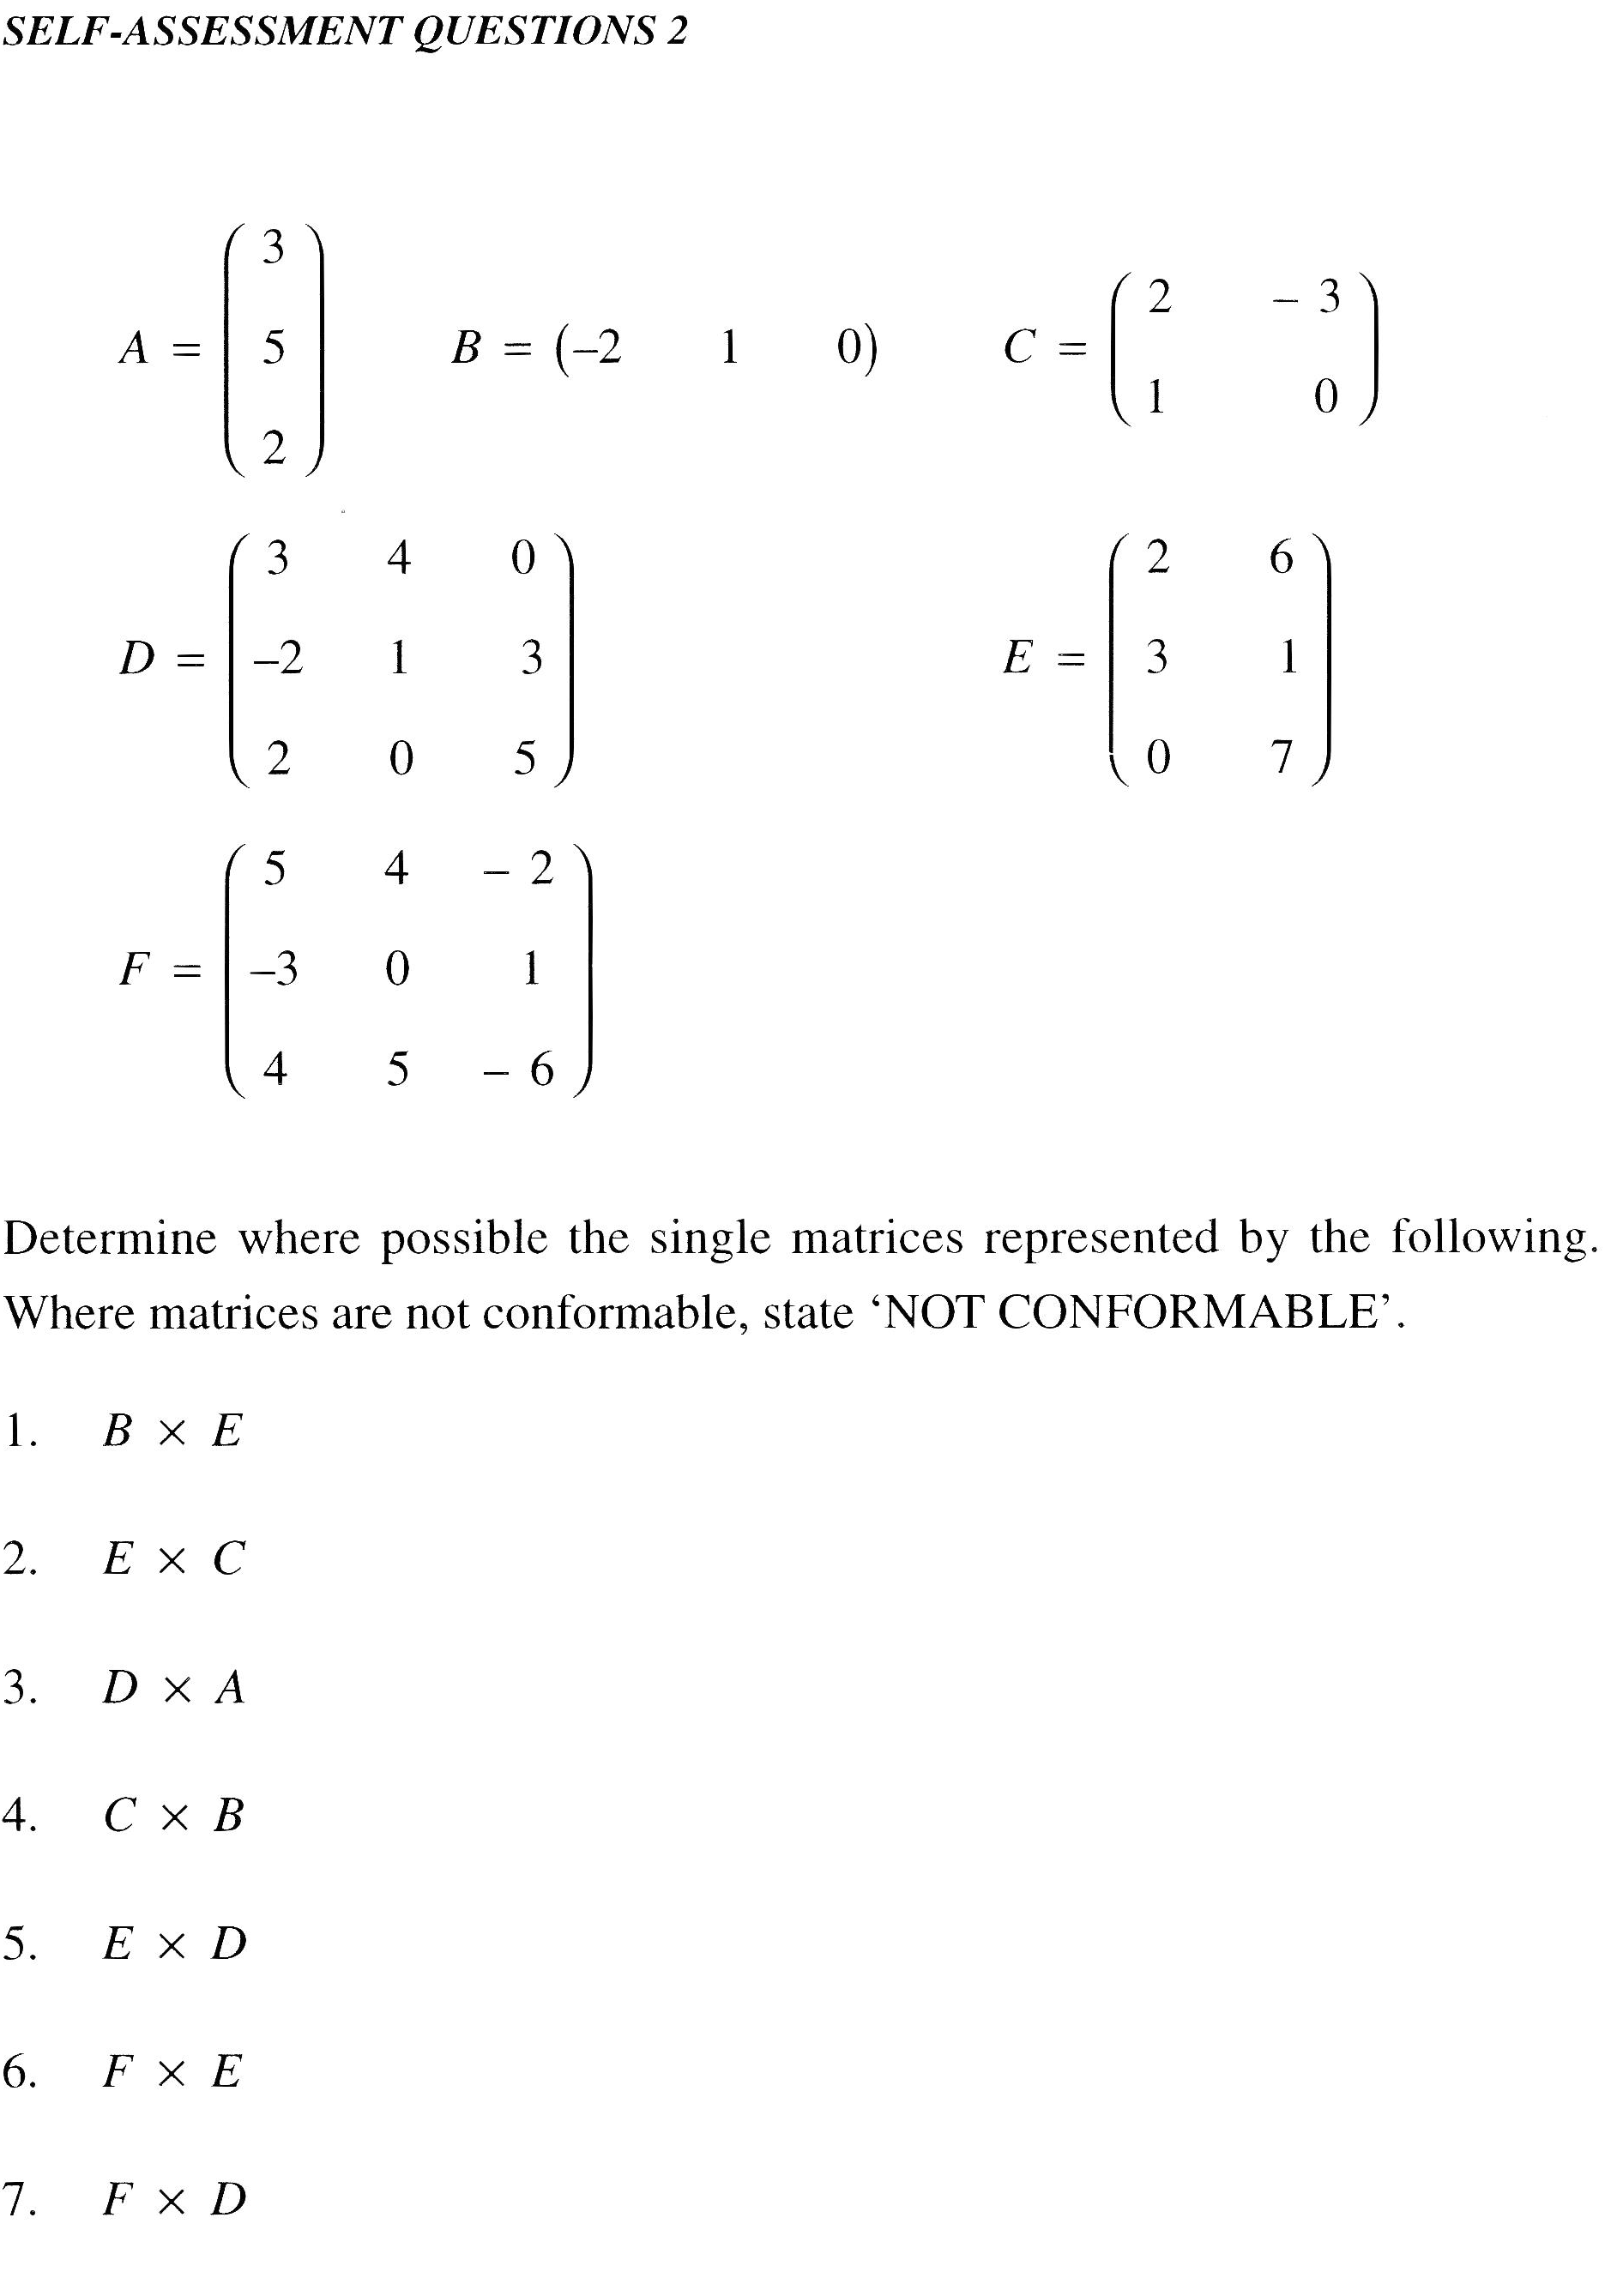 SELF-ASSESSMENT QUESTIONS 2
A = ( 3 5 2 ) B = (–2 1 0) C = ( 2 – 3 1 0 )
D = ( 3 4 0 –2 1 3 2 0 5 ) E = ( 2 6 3 1 0 7 )
F = ( 5 4 – 2 –3 0 1 4 5 – 6 )
Determine where possible the single matrices represented by the following.
Where matrices are not conformable, state ‘NOT CONFORMABLE’.
1. B × E
2. E × C
3. D × A
4. C × B
5. E × D
6. F × E
7. F × D